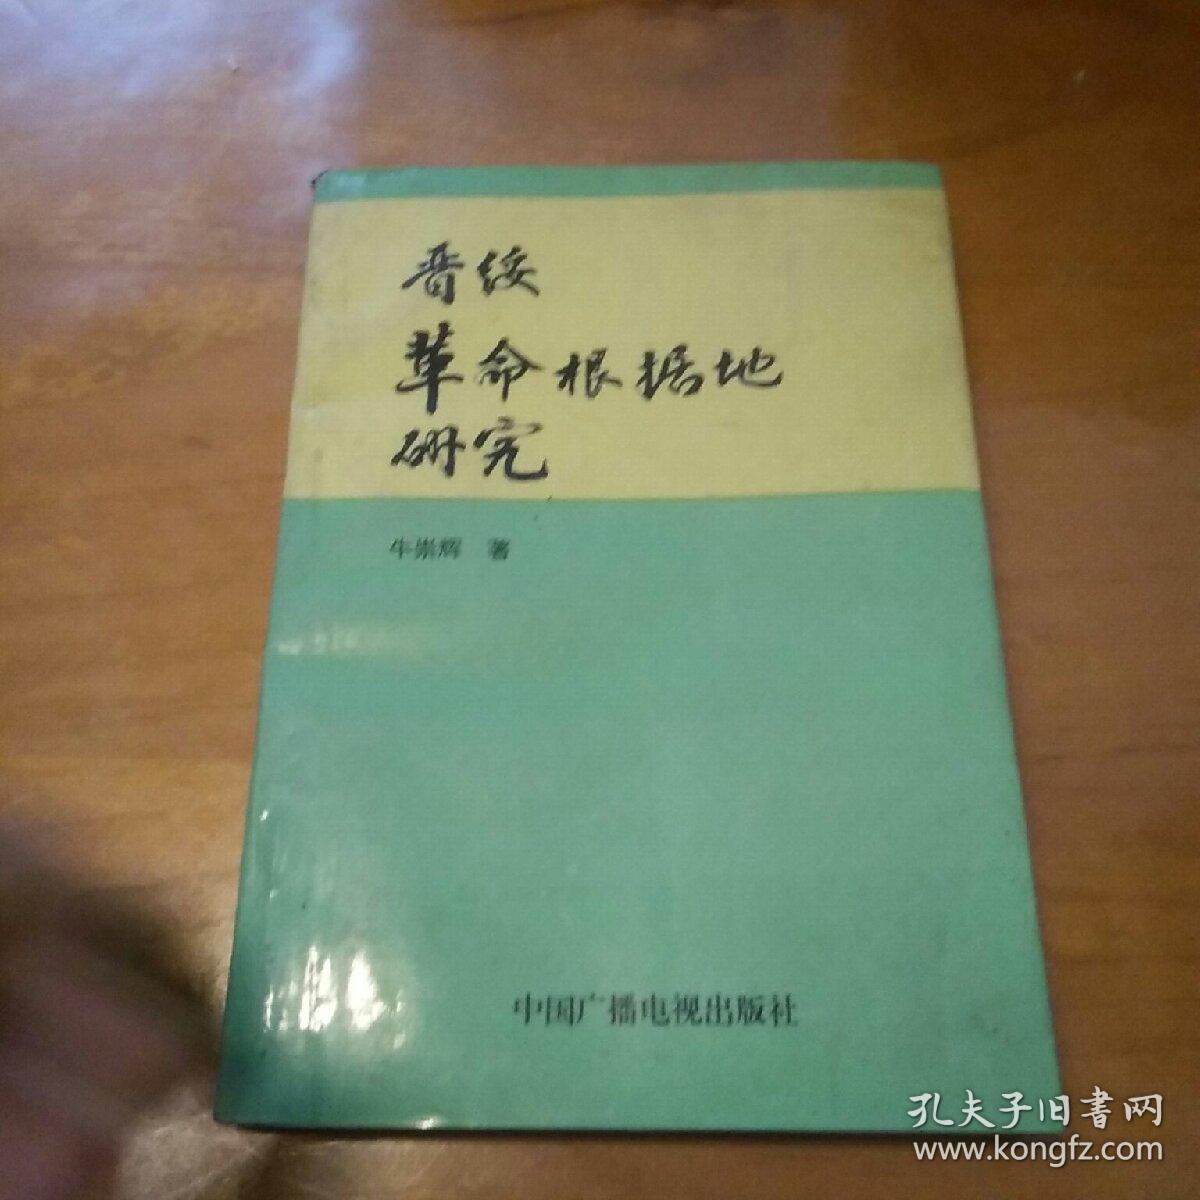 晋绥
革命根据地
研究
牛崇辉 著
中国广播电视出版社
孔夫子旧書网
www.kongfz.com